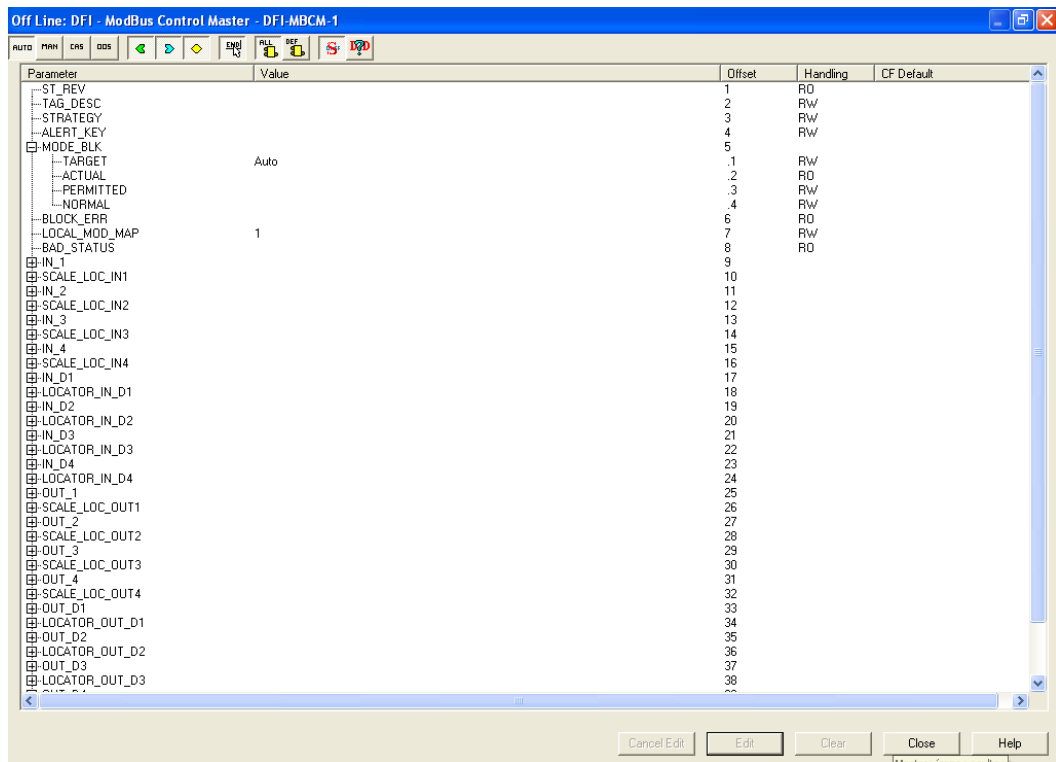 Off Line: DFI - ModBus Control Master - DFI-MBCM-1
AUTO MAN CAS OOS END ALL DEF S D?D
Parameter Value Offset Handling CF Default
ST_REV 1 RO
TAG_DESC 2 RW
STRATEGY 3 RW
ALERT_KEY 4 RW
MODE_BLK 5
TARGET Auto .1 RW
ACTUAL .2 RO
PERMITTED .3 RW
NORMAL .4 RW
BLOCK_ERR 6 RO
LOCAL_MOD_MAP 1 7 RW
BAD_STATUS 8 RO
IN_1 9
SCALE_LOC_IN1 10
IN_2 11
SCALE_LOC_IN2 12
IN_3 13
SCALE_LOC_IN3 14
IN_4 15
SCALE_LOC_IN4 16
IN_D1 17
LOCATOR_IN_D1 18
IN_D2 19
LOCATOR_IN_D2 20
IN_D3 21
LOCATOR_IN_D3 22
IN_D4 23
LOCATOR_IN_D4 24
OUT_1 25
SCALE_LOC_OUT1 26
OUT_2 27
SCALE_LOC_OUT2 28
OUT_3 29
SCALE_LOC_OUT3 30
OUT_4 31
SCALE_LOC_OUT4 32
OUT_D1 33
LOCATOR_OUT_D1 34
OUT_D2 35
LOCATOR_OUT_D2 36
OUT_D3 37
LOCATOR_OUT_D3 38
Cancel Edit Edit Clear Close Help